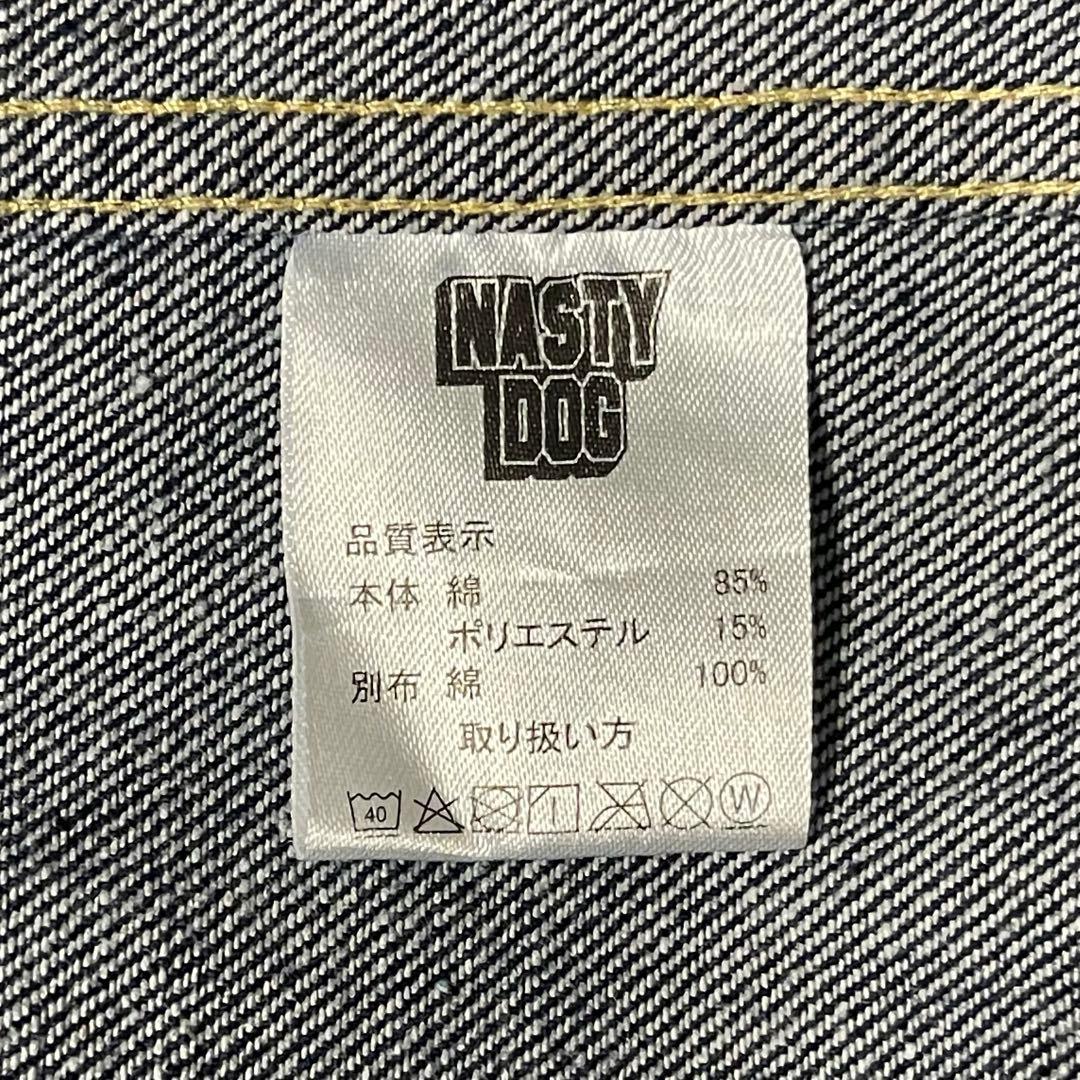 NASTY
DOG
品質表示
本体 綿 85%
ポリエステル 15%
別布 綿 100%
取り扱い方
40 W